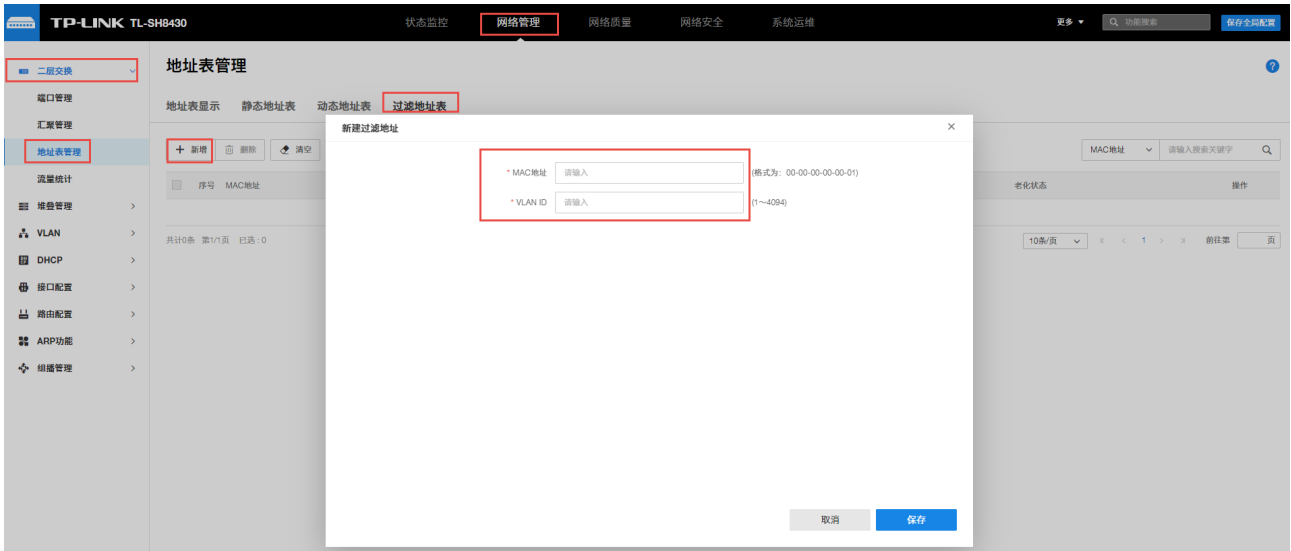 TP-LINK TL-SH8430 状态监控 网络管理 网络质量 网络安全 系统运维 更多 功能搜索 保存全局配置
二层交换
端口管理
汇聚管理
地址表管理
流量统计
堆叠管理
VLAN
DHCP
接口配置
路由配置
ARP功能
组播管理
地址表管理
地址表显示 静态地址表 动态地址表 过滤地址表
新增 删除 清空 MAC地址 请输入搜索关键字
序号 MAC地址 老化状态 操作
共计0条 第1/1页 已选:0 10条/页 1 前往第 页
新建过滤地址
* MAC地址 请输入 (格式为: 00-00-00-00-00-01)
* VLAN ID 请输入 (1~4094)
取消 保存